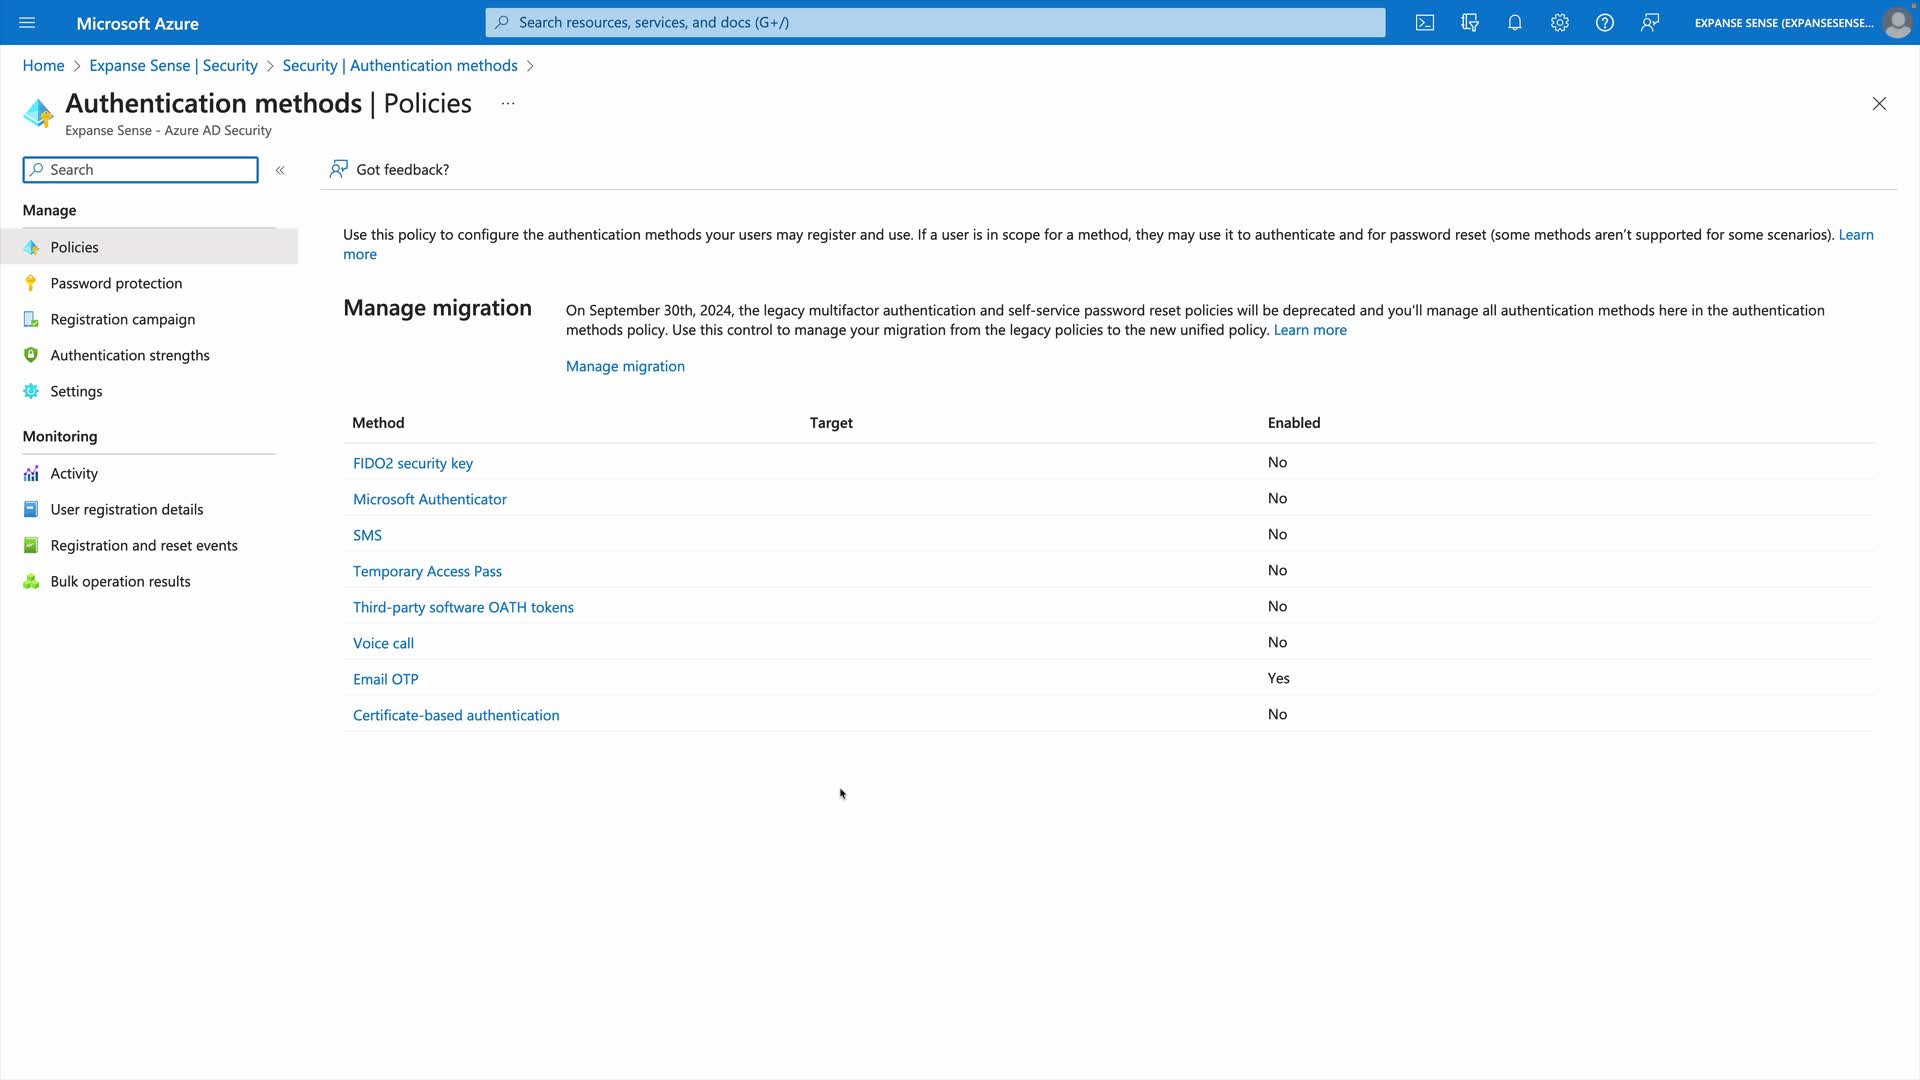 Microsoft Azure
Search resources, services, and docs (G+/)
EXPANSE SENSE (EXPANSESENSE...
Home > Expanse Sense | Security > Security | Authentication methods >
Authentication methods | Policies ...
Expanse Sense - Azure AD Security
Search «
Got feedback?
Manage
Policies
Password protection
Registration campaign
Authentication strengths
Settings
Monitoring
Activity
User registration details
Registration and reset events
Bulk operation results
Use this policy to configure the authentication methods your users may register and use. If a user is in scope for a method, they may use it to authenticate and for password reset (some methods aren't supported for some scenarios). Learn
more
Manage migration
On September 30th, 2024, the legacy multifactor authentication and self-service password reset policies will be deprecated and you'll manage all authentication methods here in the authentication
methods policy. Use this control to manage your migration from the legacy policies to the new unified policy. Learn more
Manage migration
Method Target Enabled
FIDO2 security key No
Microsoft Authenticator No
SMS No
Temporary Access Pass No
Third-party software OATH tokens No
Voice call No
Email OTP Yes
Certificate-based authentication No